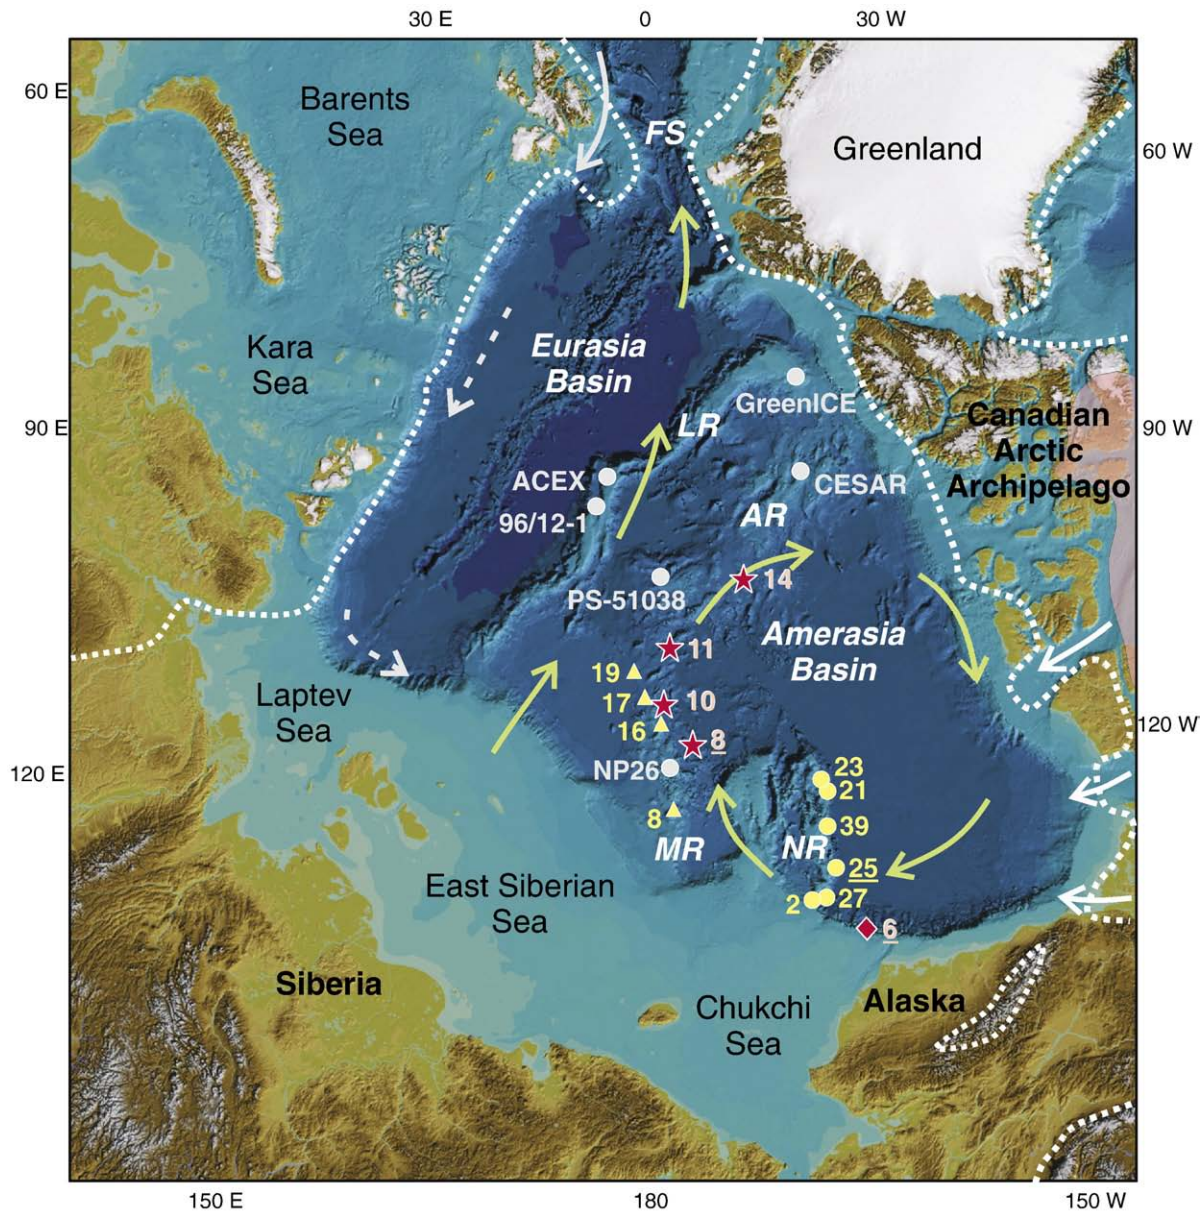 30 E
0
30 W
60 E
Barents
Sea
FS
Greenland
60 W
Kara
Sea
Eurasia
Basin
GreenICE
90 E
LR
Canadian
Arctic
Archipelago
90 W
ACEX
CESAR
96/12-1
AR
PS-51038
14
Amerasia
Basin
11
19
17
10
16
8
Laptev
Sea
120 W
120 E
NP26
23
21
8
39
MR
NR
25
East Siberian
Sea
2
27
6
Siberia
Chukchi
Sea
Alaska
150 E
180
150 W